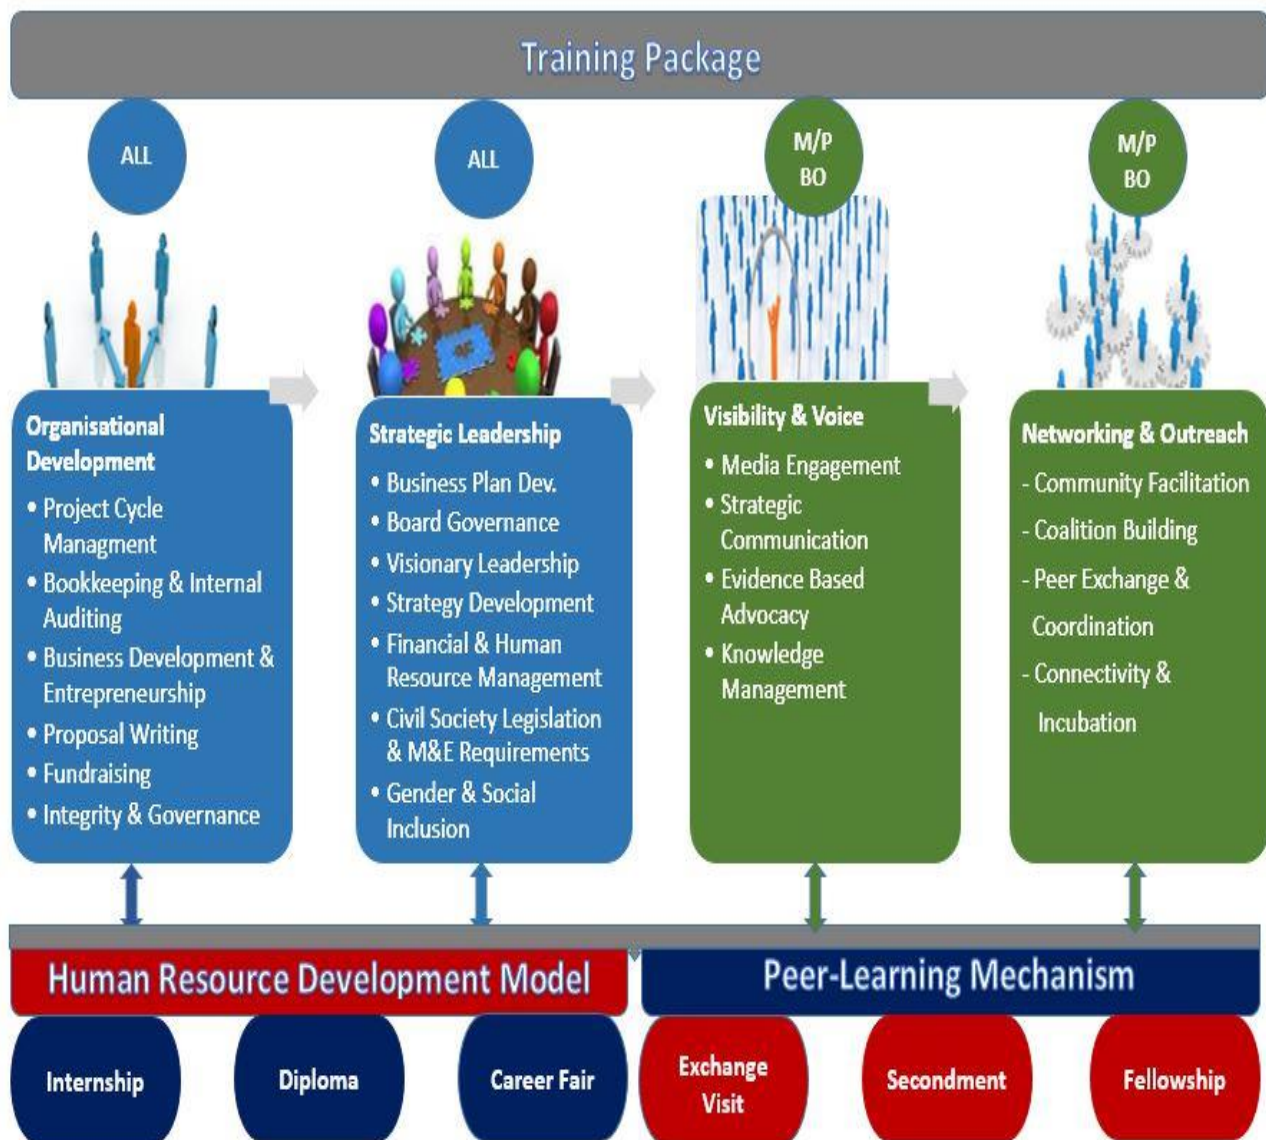 Training Package
ALL
ALL
M/P
BO
M/P
BO
Organisational
Development
• Project Cycle
Managment
• Bookkeeping & Internal
Auditing
• Business Development &
Entrepreneurship
• Proposal Writing
• Fundraising
• Integrity & Governance
Strategic Leadership
• Business Plan Dev.
• Board Governance
• Visionary Leadership
• Strategy Development
• Financial & Human
Resource Management
• Civil Society Legislation
& M&E Requirements
• Gender & Social
Inclusion
Visibility & Voice
• Media Engagement
• Strategic
Communication
• Evidence Based
Advocacy
• Knowledge
Management
Networking & Outreach
- Community Facilitation
- Coalition Building
- Peer Exchange &
Coordination
- Connectivity &
Incubation
Human Resource Development Model
Peer-Learning Mechanism
Internship
Diploma
Career Fair
Exchange
Visit
Secondment
Fellowship